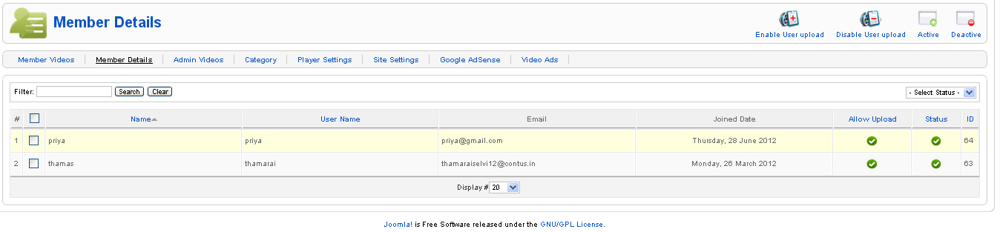 Member Details
Enable User upload Disable User upload Active Deactive
Member Videos Member Details Admin Videos Category Player Settings Site Settings Google AdSense Video Ads
Filter: Search Clear - Select Status -
# Name User Name Email Joined Date Allow Upload Status ID
1 priya priya priya@gmail.com Thursday, 28 June 2012 64
2 thamas thamarai thamaraiselvi12@contus.in Monday, 26 March 2012 63
Display # 20
Joomla! is Free Software released under the GNU/GPL License.